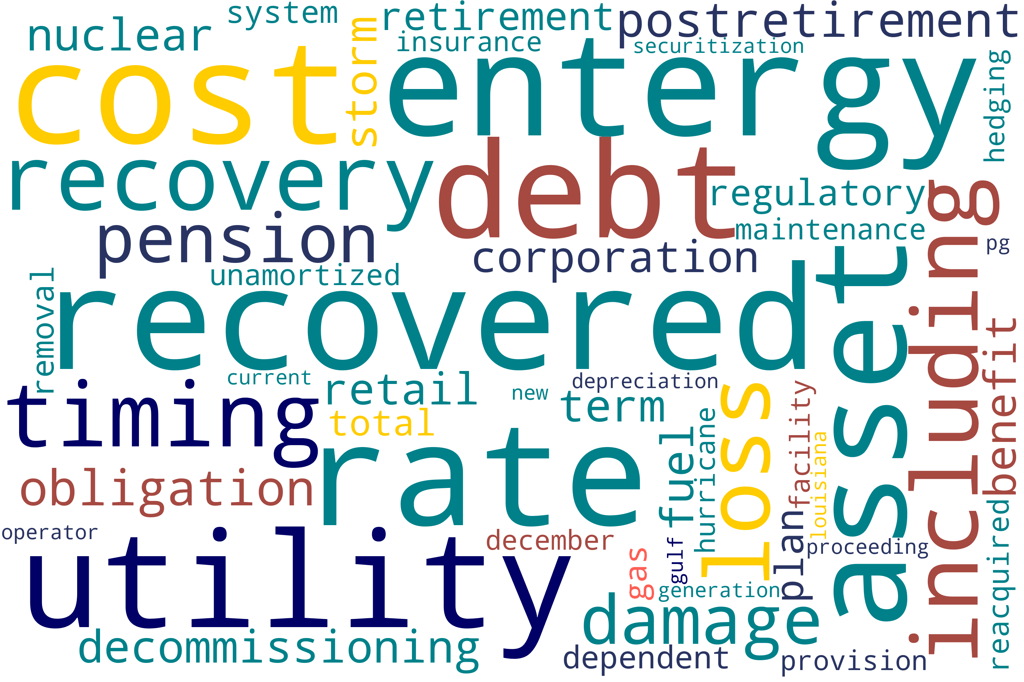 system
retirement
postretirement
nuclear
storm
insurance
securitization
cost
entergy
hedging
recovery
debt
regulatory
including
pension
maintenance
corporation
pg
unamortized
removal
recovered
asset
benefit
current
retail
new
depreciation
timing
total
term
loss
facility
rate
fuel
hurricane
louisiana
obligation
plan
reacquired
operator
utility
december
gas
gulf
proceeding
generation
damage
decommissioning
dependent
provision